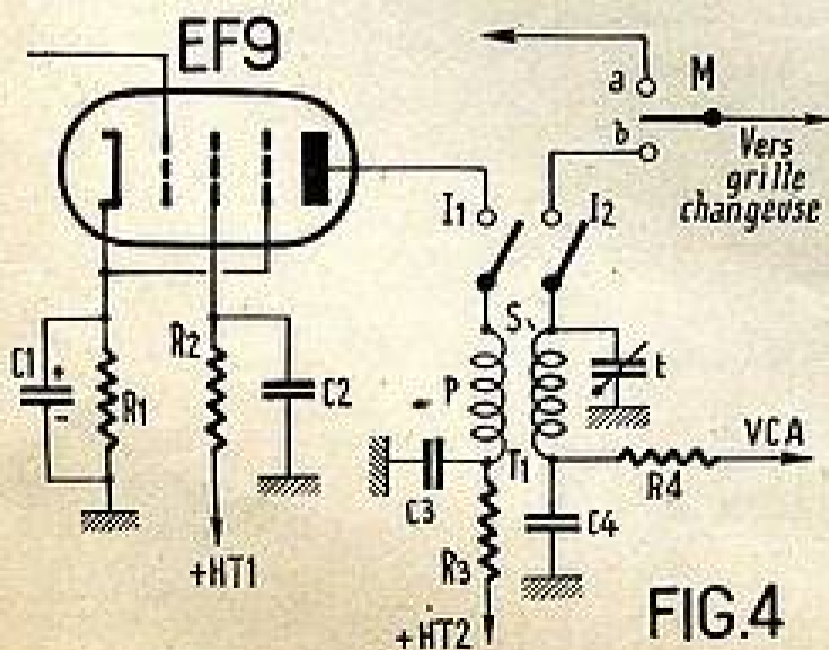 EF9
a
M
b
Vers
grille
changeuse
I1
I2
S
C1
+
-
R1
R2
C2
P
t
T1
VCA
C3
R4
C4
R3
+HT1
+HT2
FIG.4